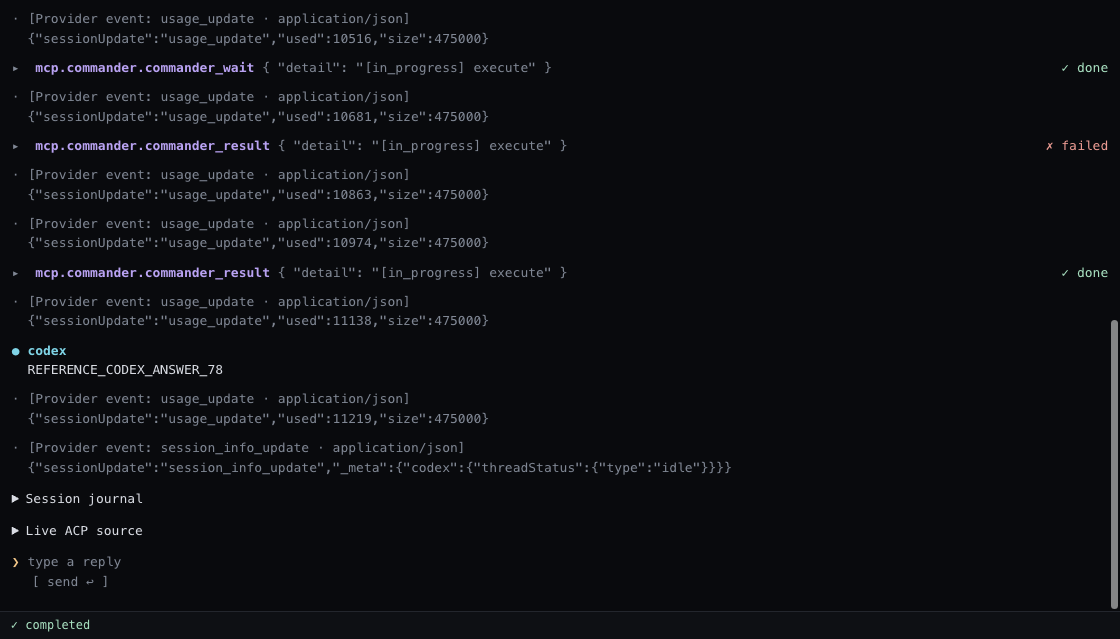 · [Provider event: usage_update · application/json]
{"sessionUpdate":"usage_update","used":10516,"size":475000}
▸ mcp.commander.commander_wait { "detail": "[in_progress] execute" } ✓ done
· [Provider event: usage_update · application/json]
{"sessionUpdate":"usage_update","used":10681,"size":475000}
▸ mcp.commander.commander_result { "detail": "[in_progress] execute" } ✗ failed
· [Provider event: usage_update · application/json]
{"sessionUpdate":"usage_update","used":10863,"size":475000}
· [Provider event: usage_update · application/json]
{"sessionUpdate":"usage_update","used":10974,"size":475000}
▸ mcp.commander.commander_result { "detail": "[in_progress] execute" } ✓ done
· [Provider event: usage_update · application/json]
{"sessionUpdate":"usage_update","used":11138,"size":475000}
● codex
REFERENCE_CODEX_ANSWER_78
· [Provider event: usage_update · application/json]
{"sessionUpdate":"usage_update","used":11219,"size":475000}
· [Provider event: session_info_update · application/json]
{"sessionUpdate":"session_info_update","_meta":{"codex":{"threadStatus":{"type":"idle"}}}}
▶ Session journal
▶ Live ACP source
❯ type a reply
[ send ↩ ]
✓ completed